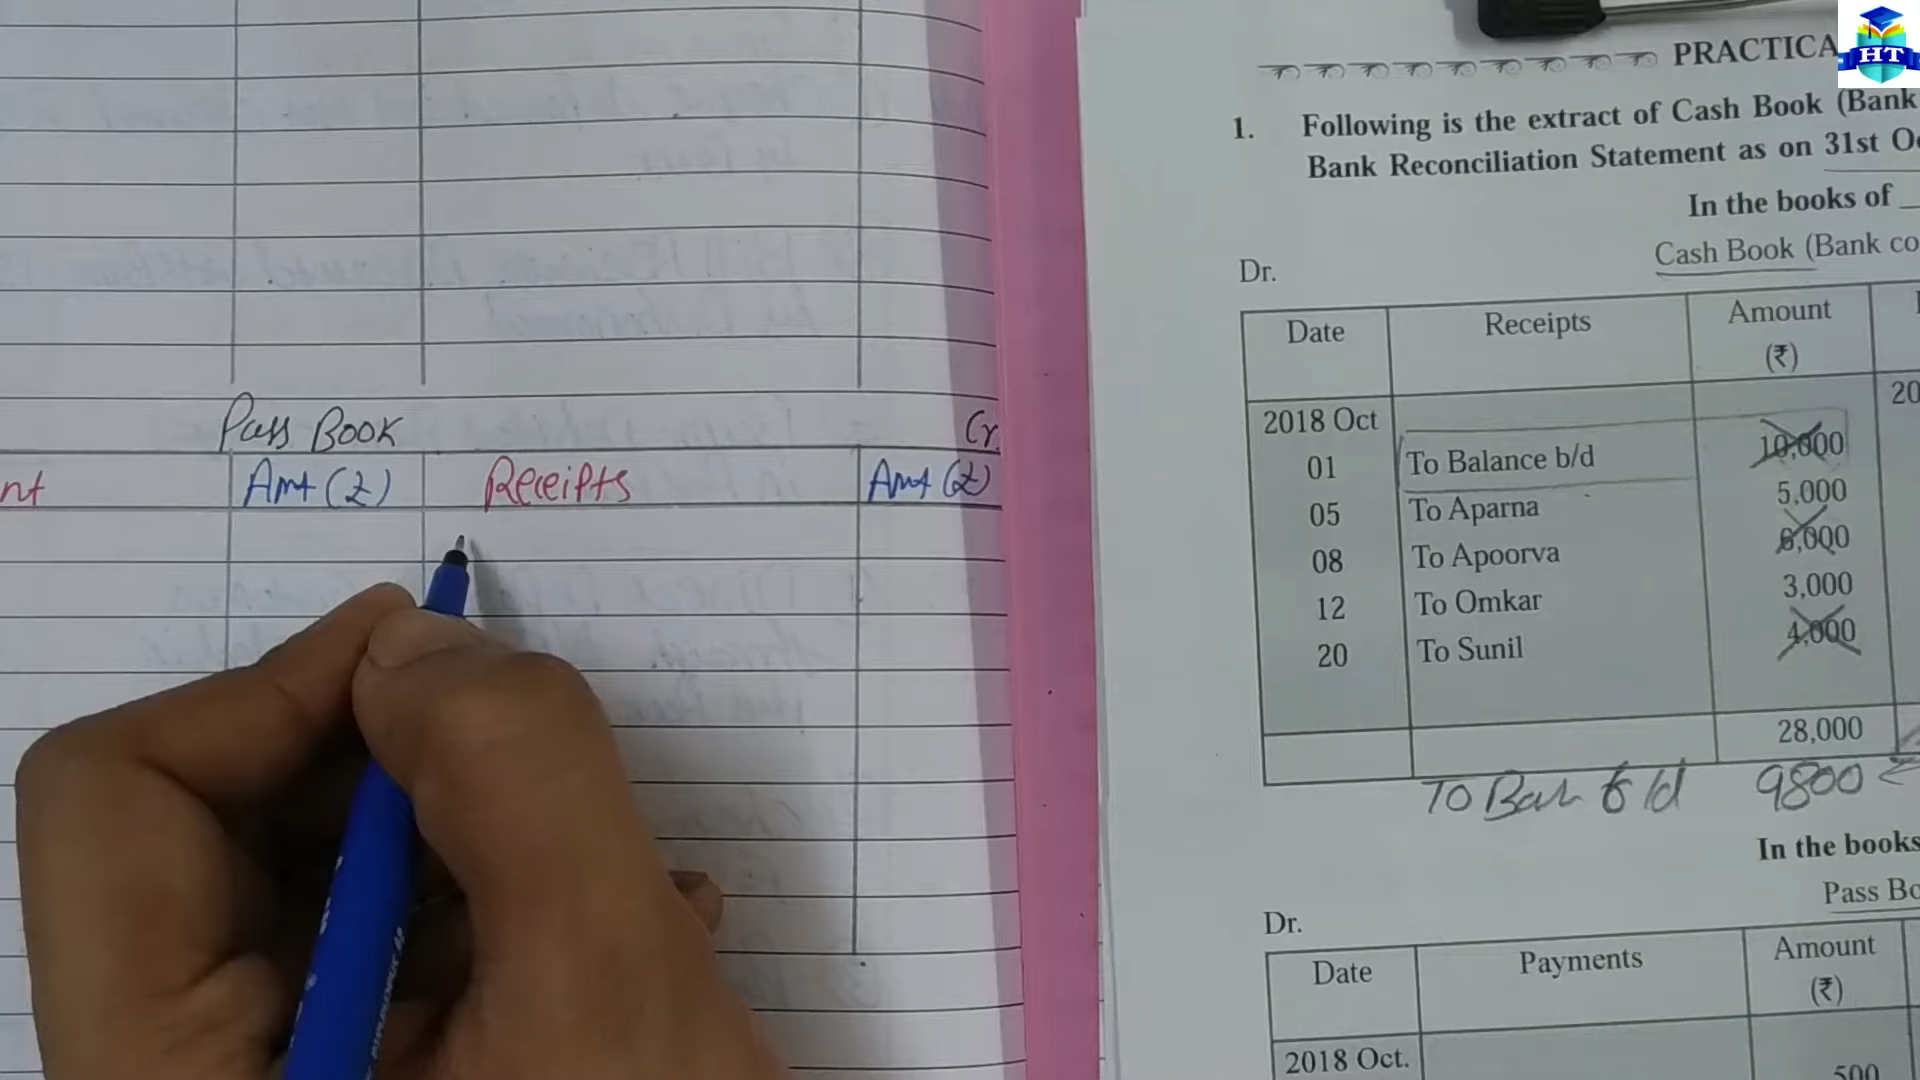 Pass Book
Cr.
nt Amt (₹) Receipts Amt (₹)
HT
PRACTICA
1. Following is the extract of Cash Book (Bank
Bank Reconciliation Statement as on 31st Oc
In the books of _
Cash Book (Bank co
Dr.
Date Receipts Amount (₹)
2018 Oct 20
01 To Balance b/d 10,000
05 To Aparna 5,000
08 To Apoorva 6,000
12 To Omkar 3,000
20 To Sunil 4,000
28,000
To Bal b/d 9800
In the books
Pass Bo
Dr.
Date Payments Amount (₹)
2018 Oct.
500